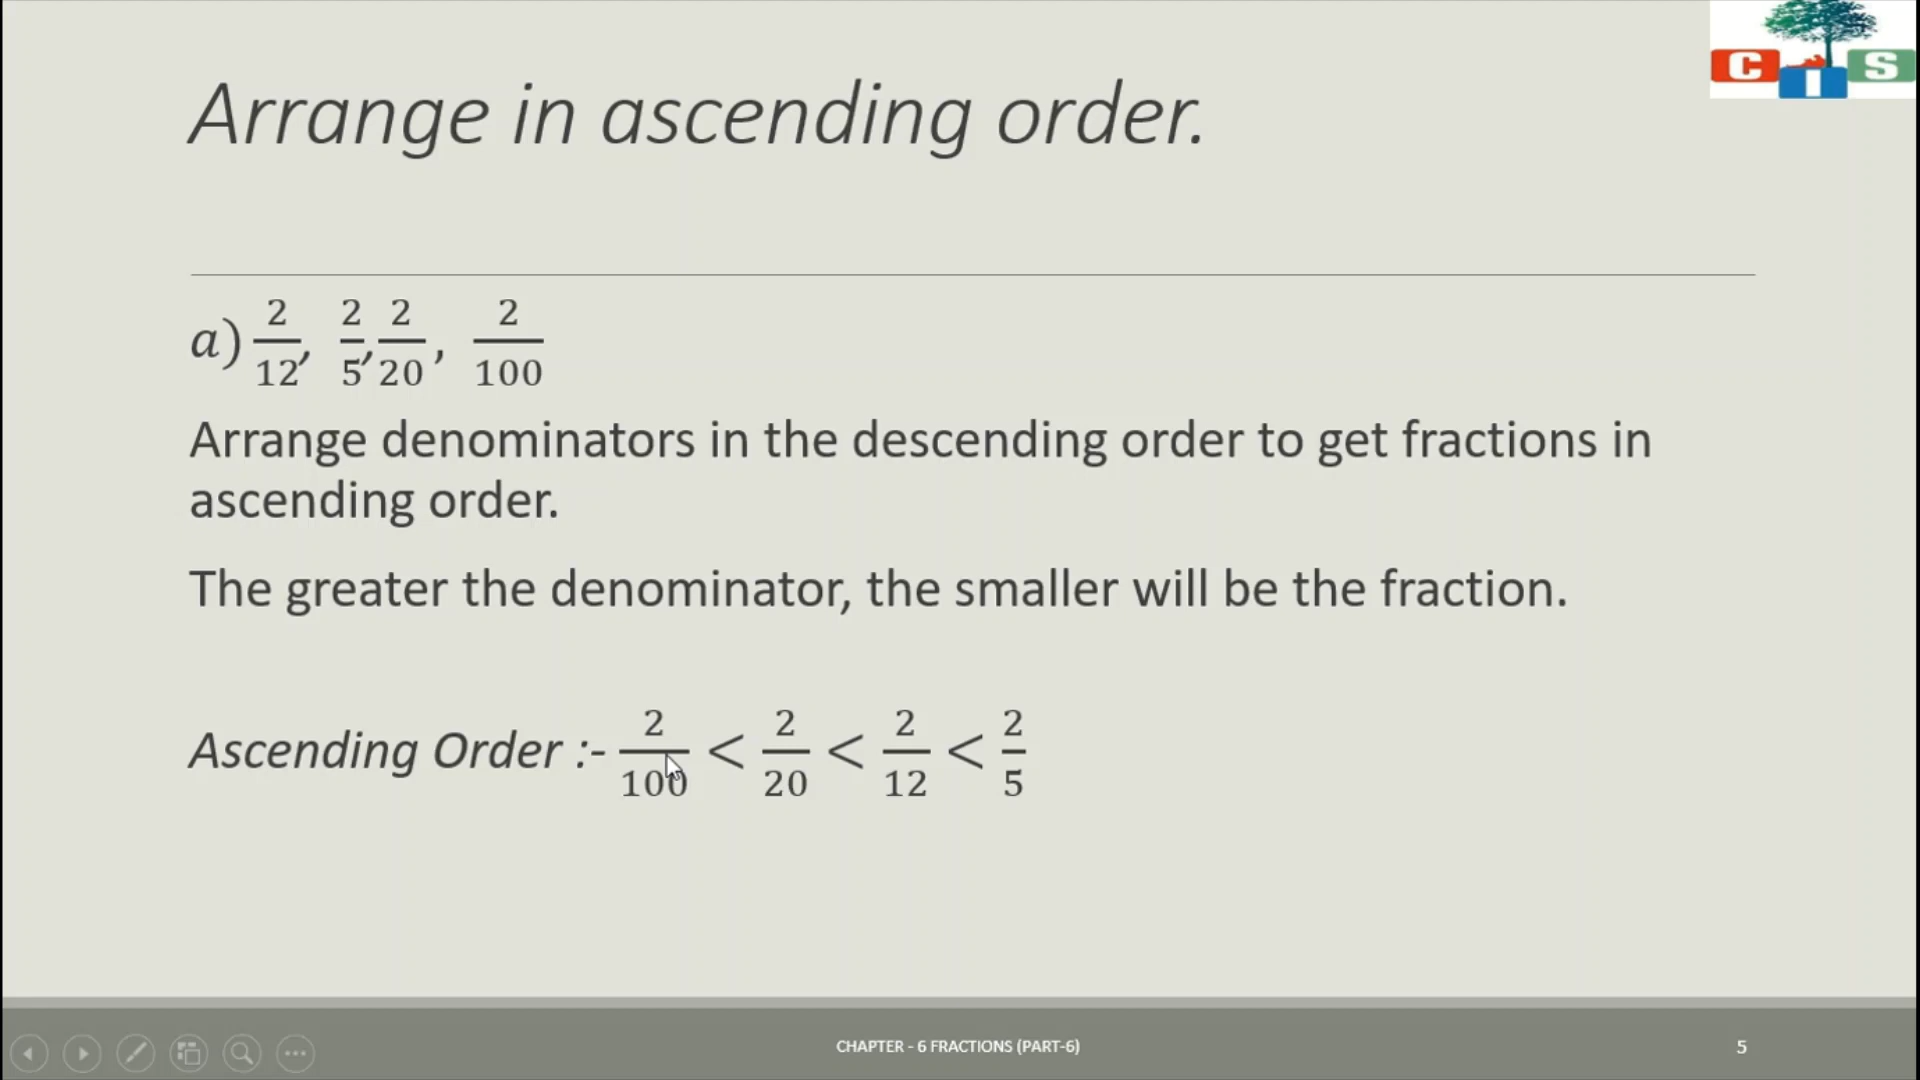 C I S
Arrange in ascending order.
a) 2/12, 2/5, 2/20, 2/100
Arrange denominators in the descending order to get fractions in
ascending order.
The greater the denominator, the smaller will be the fraction.
Ascending Order :- 2/100 < 2/20 < 2/12 < 2/5
CHAPTER - 6 FRACTIONS (PART-6)
5